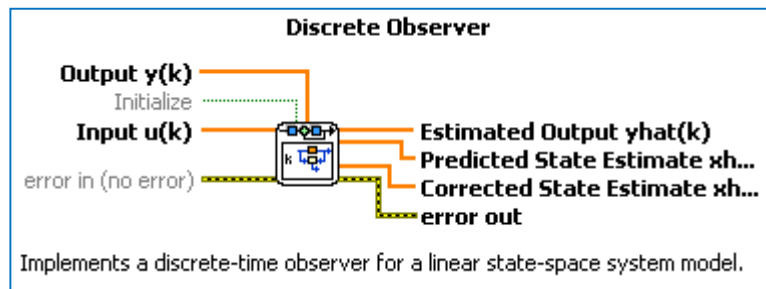 Discrete Observer
Output y(k)
Initialize
Input u(k)
error in (no error)
k
Estimated Output yhat(k)
Predicted State Estimate xh...
Corrected State Estimate xh...
error out
Implements a discrete-time observer for a linear state-space system model.